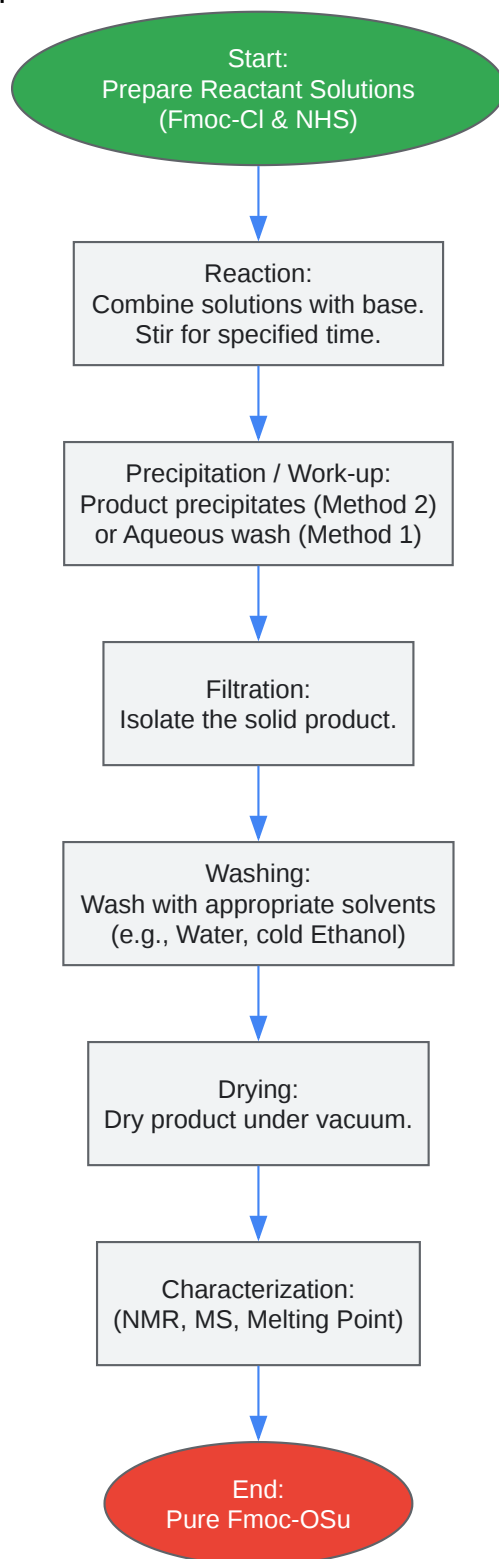 Start:
Prepare Reactant Solutions
(Fmoc-Cl & NHS)
Reaction:
Combine solutions with base.
Stir for specified time.
Precipitation / Work-up:
Product precipitates (Method 2)
or Aqueous wash (Method 1)
Filtration:
Isolate the solid product.
Washing:
Wash with appropriate solvents
(e.g., Water, cold Ethanol)
Drying:
Dry product under vacuum.
Characterization:
(NMR, MS, Melting Point)
End:
Pure Fmoc-OSu